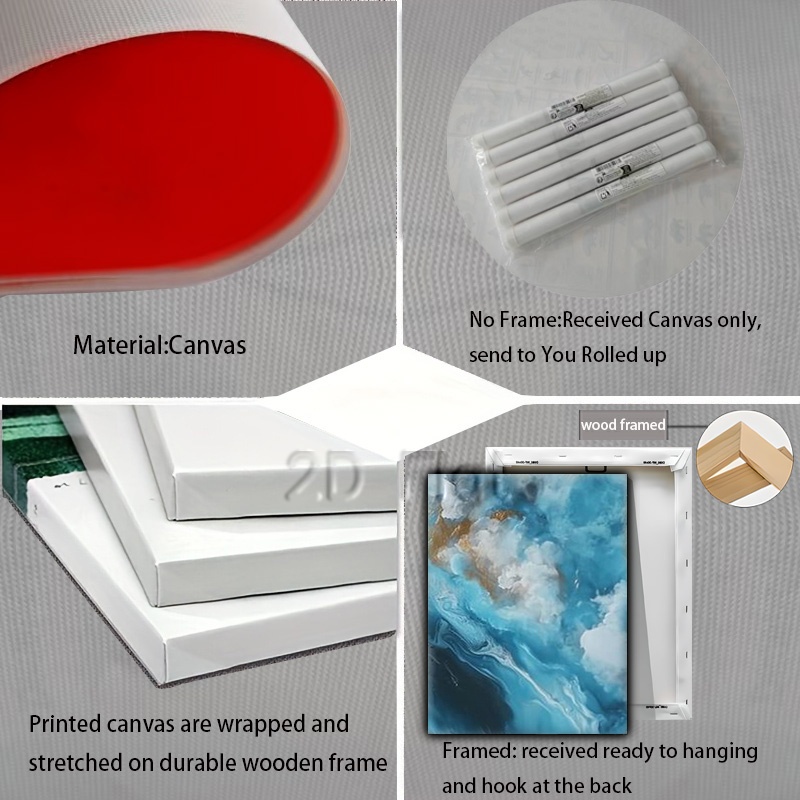 Material:Canvas
No Frame:Received Canvas only,
send to You Rolled up
wood framed
2D
Printed canvas are wrapped and
stretched on durable wooden frame
Framed: received ready to hanging
and hook at the back